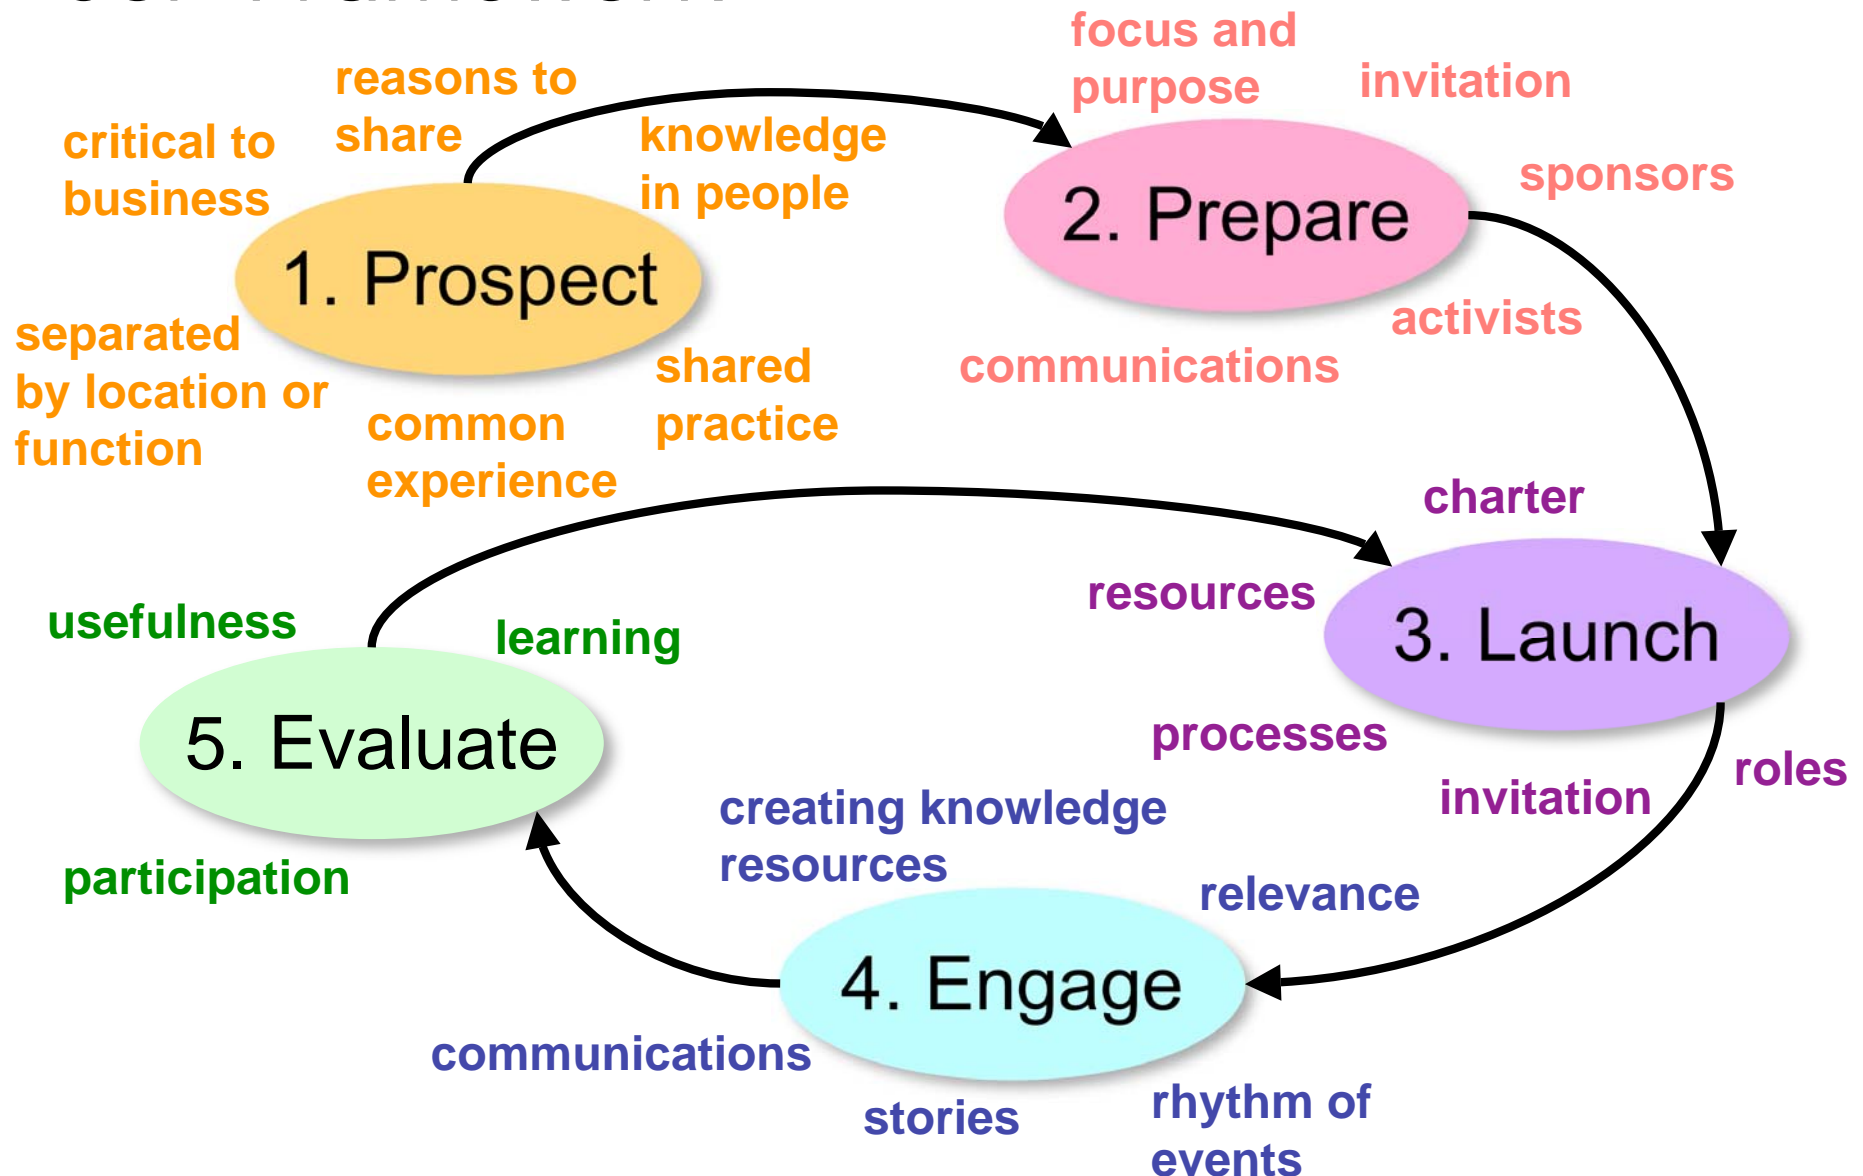 focus and
purpose
invitation
reasons to
share
critical to
business
knowledge
in people
sponsors
1. Prospect
2. Prepare
separated
by location or
function
activists
communications
shared
practice
common
experience
charter
resources
usefulness
learning
3. Launch
5. Evaluate
processes
roles
invitation
creating knowledge
resources
participation
relevance
4. Engage
communications
stories
rhythm of
events